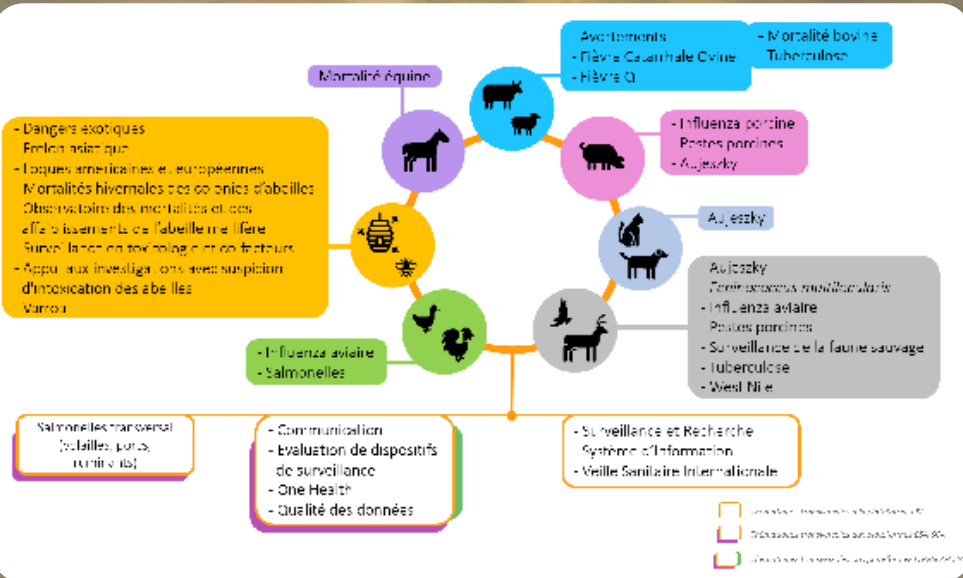 Avortements
- Fièvre Catarrhale Ovine
- Fièvre Q
- Mortalité bovine
Tuberculose
Mortalité équine
- Influenza porcine
Pestes porcines
- Aujeszky
- Dangers exotiques
Frelon asiatique
- Loques américaines et européennes
Mortalités hivernales des colonies d'abeilles
Observatoire des mortalités et des
affaiblissements de l'abeille mellifère
Surveillance en toxicologie et co-facteurs
- Appui aux investigations avec suspicion
d'intoxication des abeilles
Varroa
Aujeszky
Aujeszky
Echinococcus multilocularis
- Influenza aviaire
- Pestes porcines
- Surveillance de la faune sauvage
- Tuberculose
- West Nile
- Influenza aviaire
- Salmonelles
Salmonelles transversal
(volailles, porcs,
ruminants)
- Communication
- Evaluation de dispositifs
de surveillance
- One Health
- Qualité des données
- Surveillance et Recherche
Système d'Information
- Veille Sanitaire Internationale